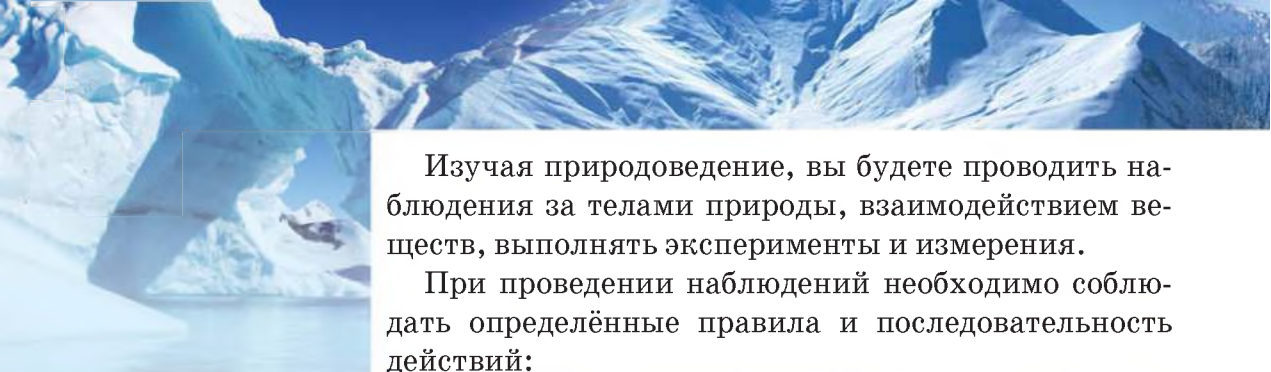 Изучая природоведение, вы будете проводить на-
блюдения за телами природы, взаимодействием ве-
ществ, выполнять эксперименты и измерения.
При проведении наблюдений необходимо соблю-
дать определённые правила и последовательность
действий: